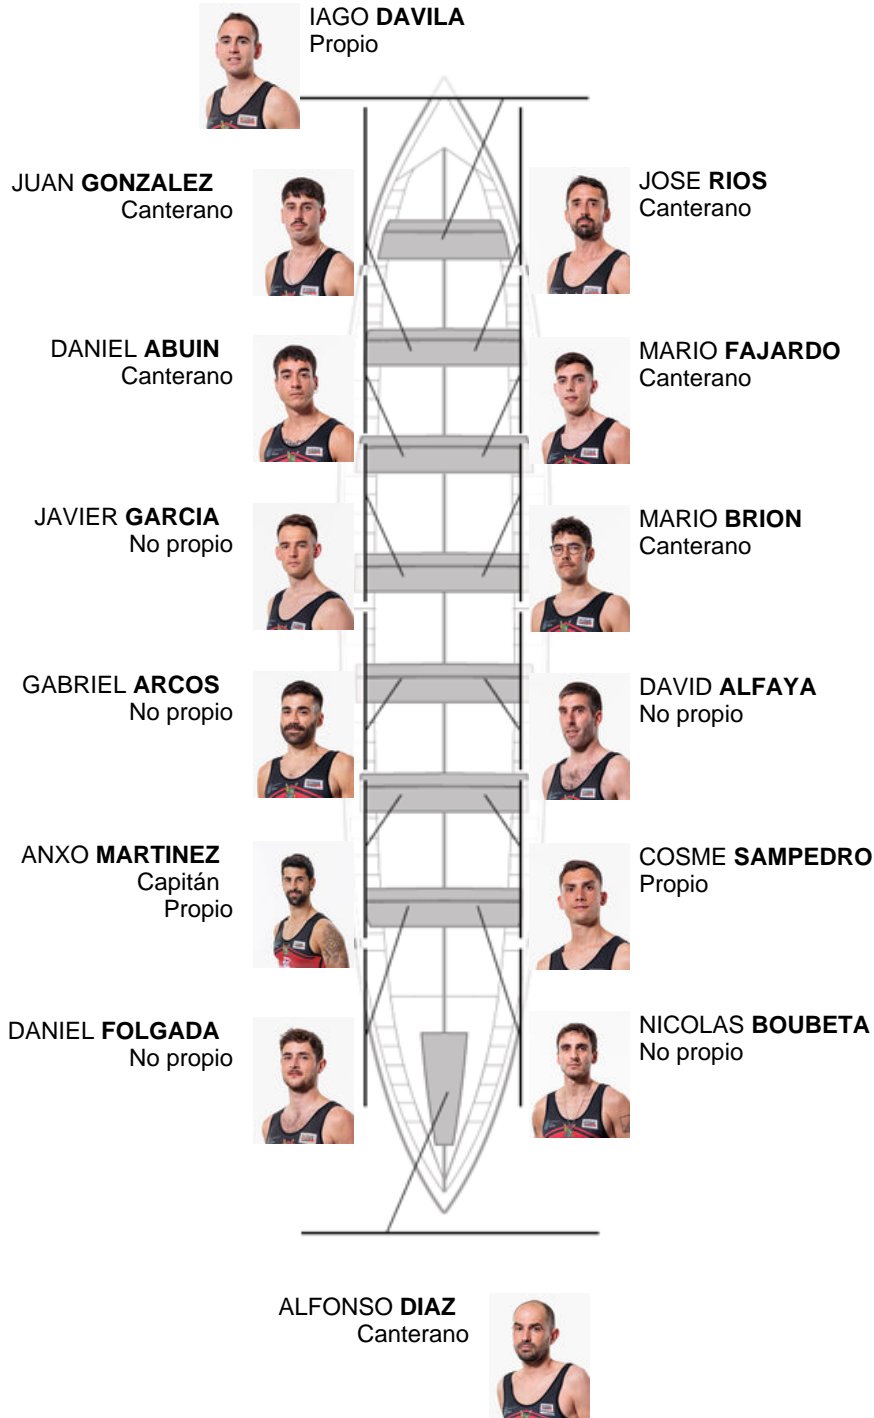 IAGO DAVILA
Propio
JUAN GONZALEZ
Canterano
JOSE RIOS
Canterano
DANIEL ABUIN
Canterano
MARIO FAJARDO
Canterano
JAVIER GARCIA
No propio
MARIO BRION
Canterano
GABRIEL ARCOS
No propio
DAVID ALFAYA
No propio
ANXO MARTINEZ
Capitán
Propio
COSME SAMPEDRO
Propio
DANIEL FOLGADA
No propio
NICOLAS BOUBETA
No propio
ALFONSO DIAZ
Canterano